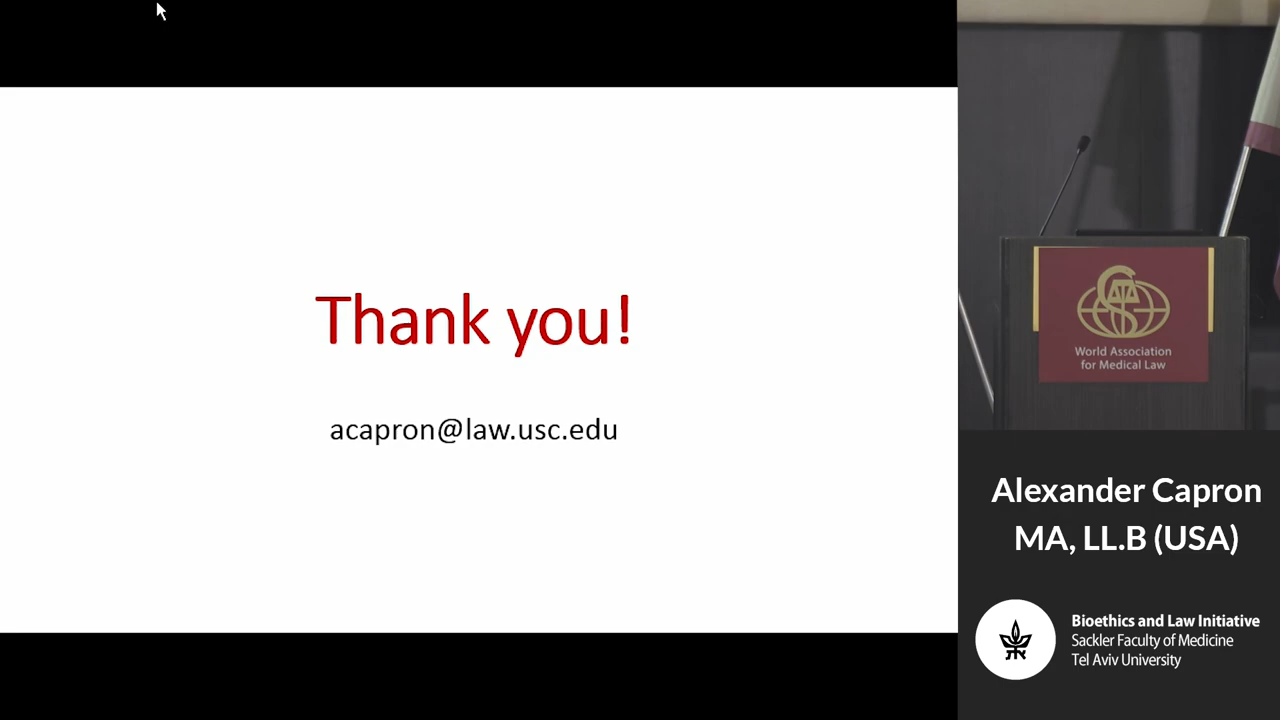 Thank you!
acapron@law.usc.edu
World Association
for Medical Law
Alexander Capron
MA, LL.B (USA)
Bioethics and Law Initiative
Sackler Faculty of Medicine
Tel Aviv University